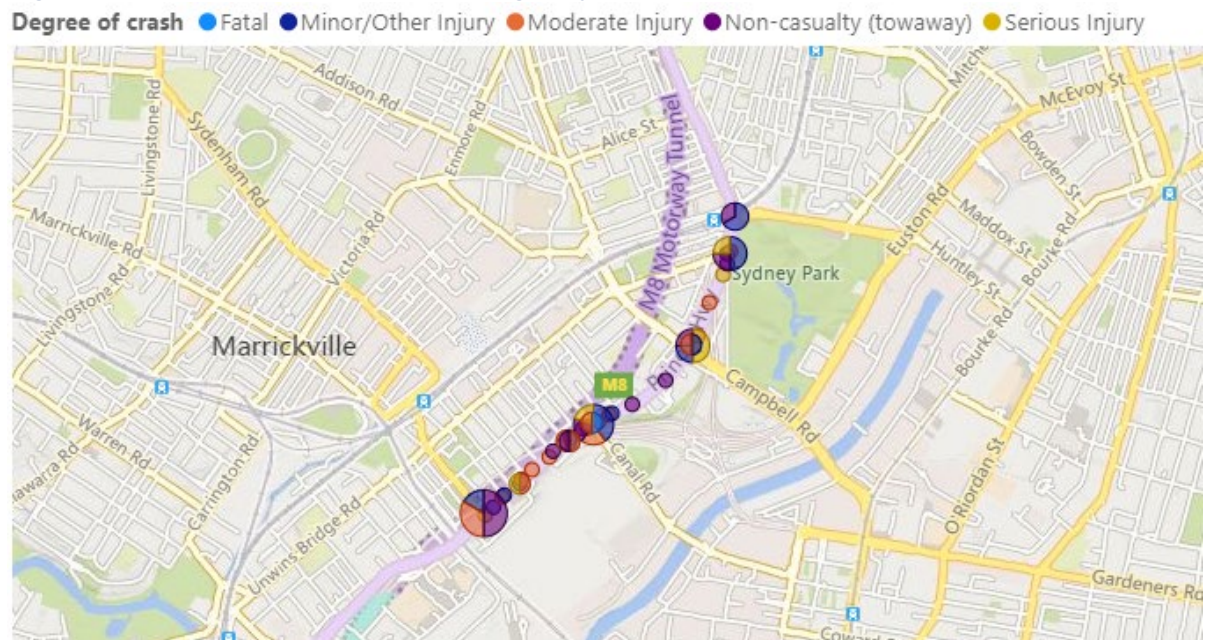 Degree of crash Fatal Minor/Other Injury Moderate Injury Non-casualty (towaway) Serious Injury
Addison Rd
Livingstone Rd
Sydenham Rd
Enmore Rd
Alice St
M8 Motorway Tunnel
McEvoy St
Bowden St
Marrickville Rd
Victoria Rd
Euston Rd
Maddox St
Bourke Rd
Huntley St
Sydney Park
Livingstone Rd
Marrickville
Bourke Rd
M8
Campbell Rd
Warren Rd
Carrington Rd
Canal Rd
O Riordan St
Unwins Bridge Rd
Gardeners Rd